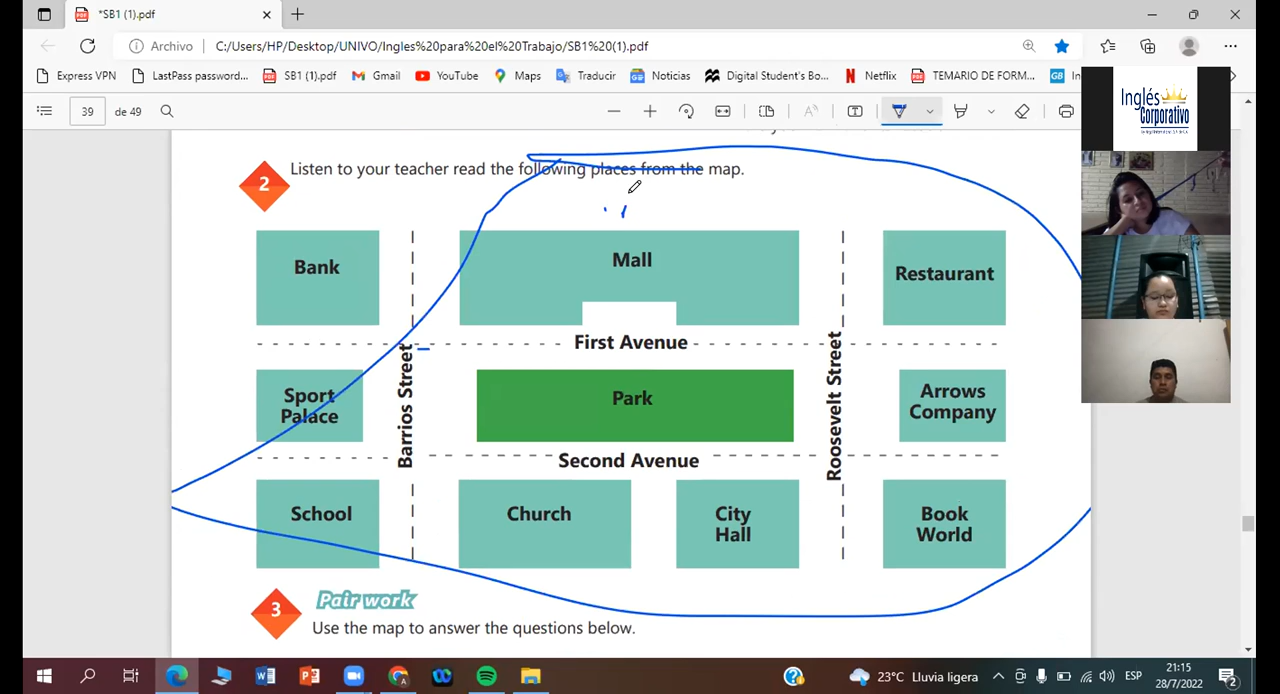 *SB1 (1).pdf
Archivo
C:/Users/HP/Desktop/UNIVO/Ingles%20para%20el%20Trabajo/SB1%20(1).pdf
Express VPN
LastPass password...
SB1 (1).pdf
Gmail
YouTube
Maps
Traducir
Noticias
Digital Student's Bo...
Netflix
TEMARIO DE FORM...
In
39
de 49
Inglés
Corporativo
2
Listen to your teacher read the following places from the map.
Bank
Mall
Restaurant
First Avenue
Barrios Street
Roosevelt Street
Sport
Palace
Park
Arrows
Company
Second Avenue
School
Church
City
Hall
Book
World
3
Pair work
Use the map to answer the questions below.
23°C Lluvia ligera
ESP
21:15
28/7/2022
2